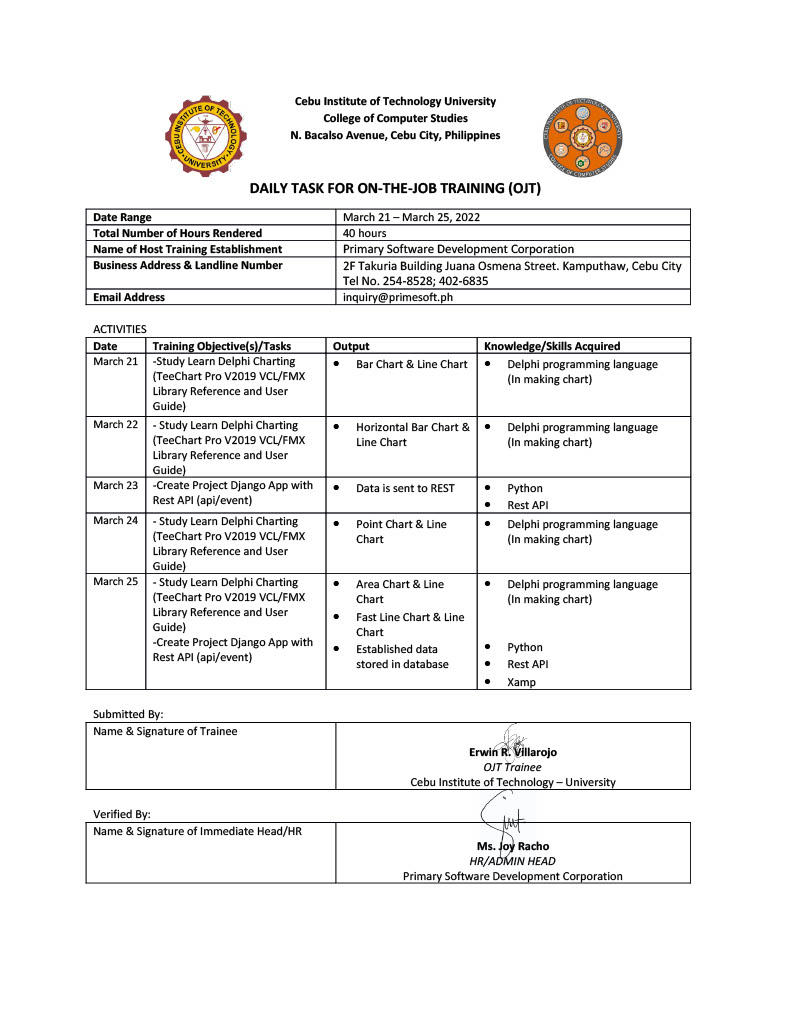 Cebu Institute of Technology University
College of Computer Studies
N. Bacalso Avenue, Cebu City, Philippines
CEBU INSTITUTE OF TECHNOLOGY
UNIVERSITY
CEBU INSTITUTE OF TECHNOLOGY UNIVERSITY
COLLEGE OF COMPUTER STUDIES
DAILY TASK FOR ON-THE-JOB TRAINING (OJT)
Date Range March 21 – March 25, 2022
Total Number of Hours Rendered 40 hours
Name of Host Training Establishment Primary Software Development Corporation
Business Address & Landline Number 2F Takuria Building Juana Osmena Street. Kamputhaw, Cebu City
Tel No. 254-8528; 402-6835
Email Address inquiry@primesoft.ph
ACTIVITIES
Date Training Objective(s)/Tasks Output Knowledge/Skills Acquired
March 21 -Study Learn Delphi Charting
(TeeChart Pro V2019 VCL/FMX
Library Reference and User
Guide)
• Bar Chart & Line Chart
• Delphi programming language
(In making chart)
March 22 - Study Learn Delphi Charting
(TeeChart Pro V2019 VCL/FMX
Library Reference and User
Guide)
• Horizontal Bar Chart &
Line Chart
• Delphi programming language
(In making chart)
March 23 -Create Project Django App with
Rest API (api/event)
• Data is sent to REST
• Python
• Rest API
March 24 - Study Learn Delphi Charting
(TeeChart Pro V2019 VCL/FMX
Library Reference and User
Guide)
• Point Chart & Line
Chart
• Delphi programming language
(In making chart)
March 25 - Study Learn Delphi Charting
(TeeChart Pro V2019 VCL/FMX
Library Reference and User
Guide)
-Create Project Django App with
Rest API (api/event)
• Area Chart & Line
Chart
• Fast Line Chart & Line
Chart
• Established data
stored in database
• Delphi programming language
(In making chart)
• Python
• Rest API
• Xamp
Submitted By:
Name & Signature of Trainee
Erwin R. Villarojo
OJT Trainee
Cebu Institute of Technology – University
Verified By:
Name & Signature of Immediate Head/HR
Ms. Joy Racho
HR/ADMIN HEAD
Primary Software Development Corporation